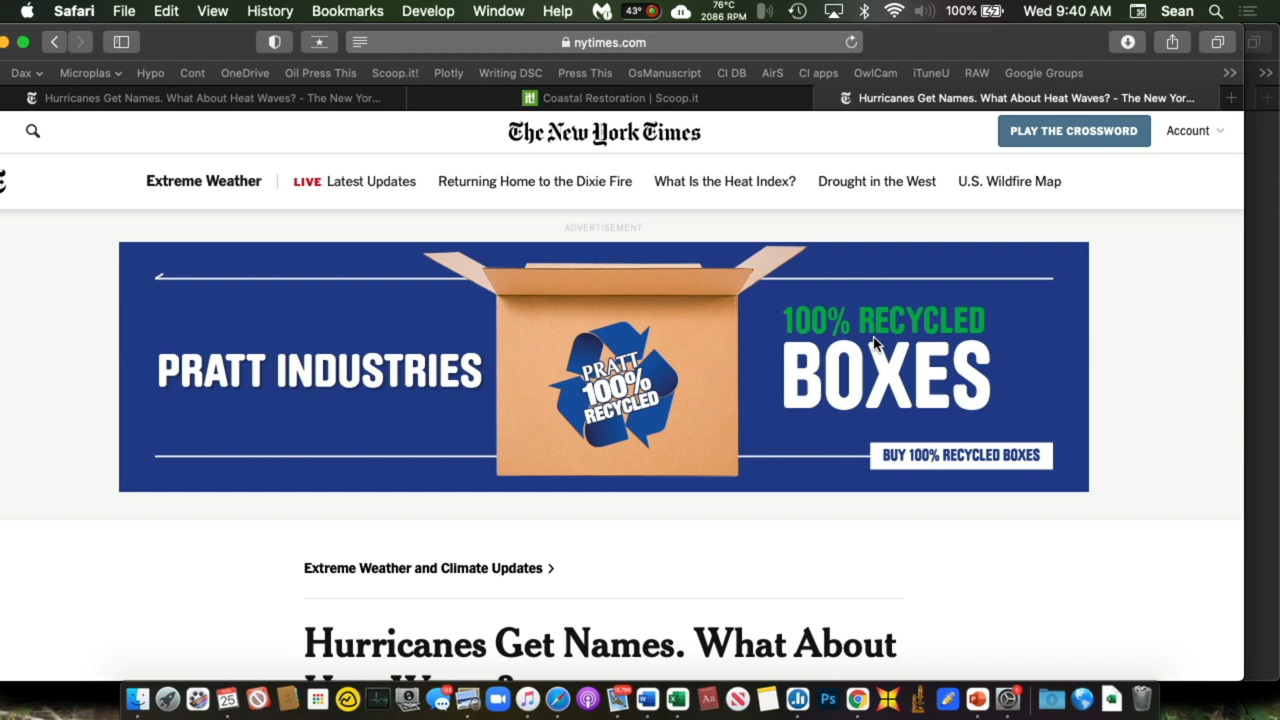 Safari File Edit View History Bookmarks Develop Window Help 43° 76°C 2086 RPM 100% Wed 9:40 AM Sean
nytimes.com
Dax Microplas Hypo Cont OneDrive Oil Press This Scoop.it! Plotly Writing DSC Press This OsManuscript CI DB AirS CI apps OwlCam iTuneU RAW Google Groups
Hurricanes Get Names. What About Heat Waves? - The New Yor... it! Coastal Restoration | Scoop.it Hurricanes Get Names. What About Heat Waves? - The New Yor...
The New York Times PLAY THE CROSSWORD Account
Extreme Weather LIVE Latest Updates Returning Home to the Dixie Fire What Is the Heat Index? Drought in the West U.S. Wildfire Map
ADVERTISEMENT
PRATT INDUSTRIES
PRATT
100%
RECYCLED
100% RECYCLED
BOXES
BUY 100% RECYCLED BOXES
Extreme Weather and Climate Updates >
Hurricanes Get Names. What About
25
Aa
Ps